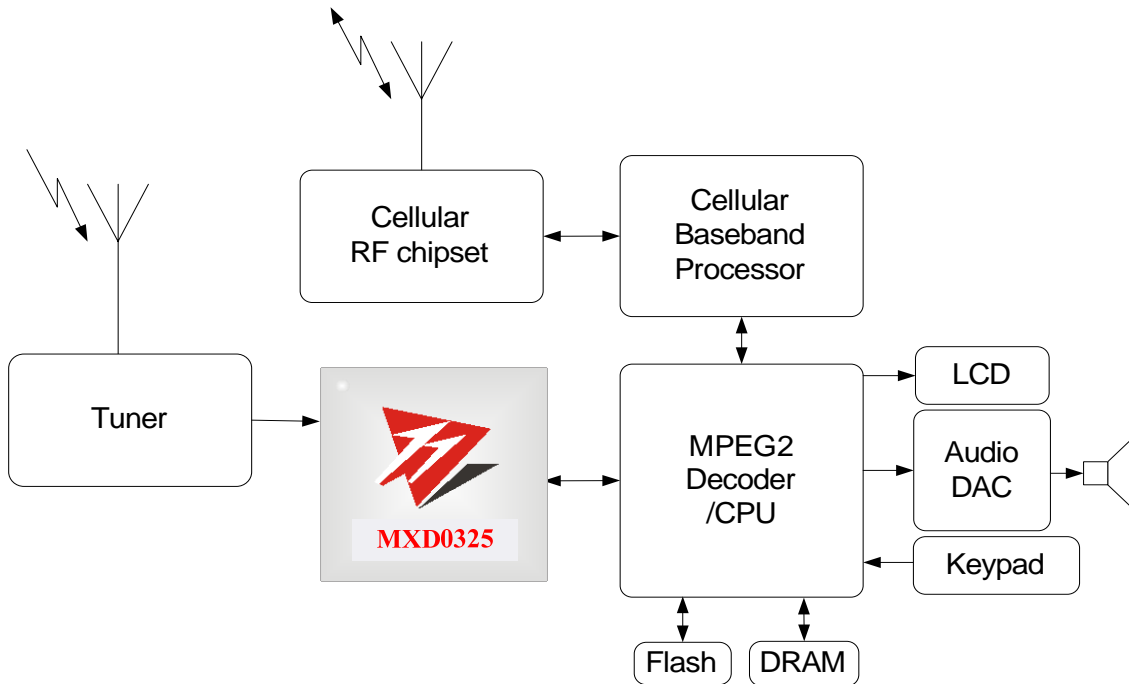 Cellular
RF chipset
Cellular
Baseband
Processor
Tuner
MXD0325
MPEG2
Decoder
/CPU
LCD
Audio
DAC
Keypad
Flash
DRAM